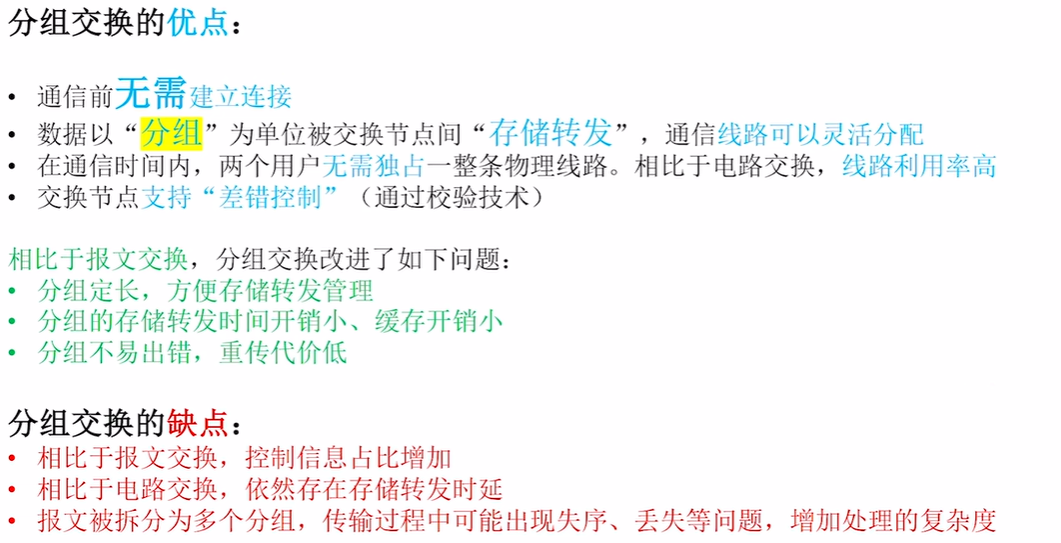 分组交换的优点：
• 通信前无需建立连接
• 数据以“分组”为单位被交换节点间“存储转发”，通信线路可以灵活分配
• 在通信时间内，两个用户无需独占一整条物理线路。相比于电路交换，线路利用率高
• 交换节点支持“差错控制”（通过校验技术）
相比于报文交换，分组交换改进了如下问题：
• 分组定长，方便存储转发管理
• 分组的存储转发时间开销小、缓存开销小
• 分组不易出错，重传代价低
分组交换的缺点：
• 相比于报文交换，控制信息占比增加
• 相比于电路交换，依然存在存储转发时延
• 报文被拆分为多个分组，传输过程中可能出现失序、丢失等问题，增加处理的复杂度